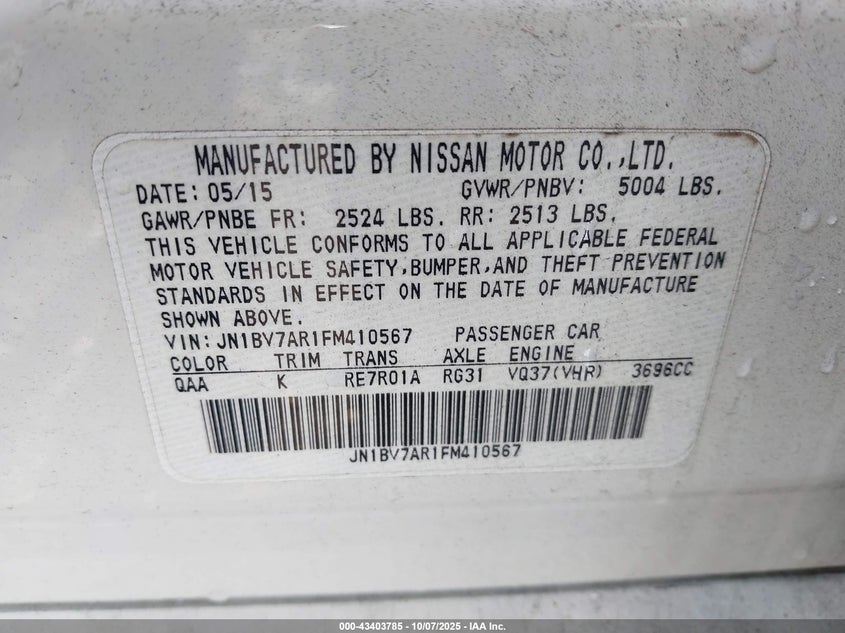 MANUFACTURED BY NISSAN MOTOR CO.,LTD.
DATE: 05/15 GVWR/PNBV: 5004 LBS.
GAWR/PNBE FR: 2524 LBS. RR: 2513 LBS.
THIS VEHICLE CONFORMS TO ALL APPLICABLE FEDERAL
MOTOR VEHICLE SAFETY,BUMPER,AND THEFT PREVENTION
STANDARDS IN EFFECT ON THE DATE OF MANUFACTURE
SHOWN ABOVE.
VIN: JN1BV7AR1FM410567 PASSENGER CAR
COLOR TRIM TRANS AXLE ENGINE
QAA K RE7R01A RG31 VQ37(VHR) 3696CC
JN1BV7AR1FM410567
000-43403785 - 10/07/2025 - IAA Inc.